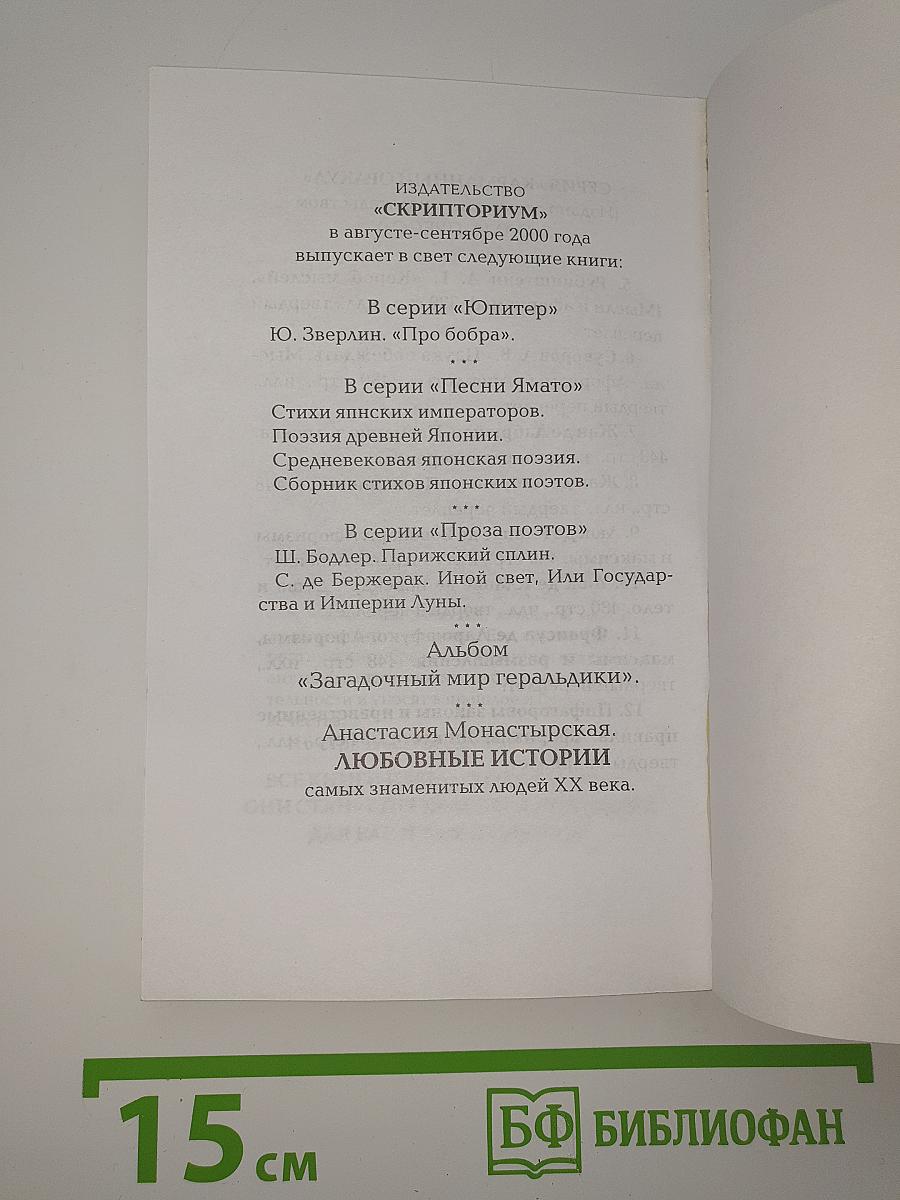 ИЗДАТЕЛЬСТВО
«СКРИПТОРИУМ»
в августе-сентябре 2000 года
выпускает в свет следующие книги:
В серии «Юпитер»
Ю. Зверлин. «Про бобра».
* * *
В серии «Песни Ямато»
Стихи япнских императоров.
Поэзия древней Японии.
Средневековая японская поэзия.
Сборник стихов японских поэтов.
* * *
В серии «Проза поэтов»
Ш. Бодлер. Парижский сплин.
С. де Бержерак. Иной свет, Или Государ-
ства и Империи Луны.
* * *
Альбом
«Загадочный мир геральдики».
* * *
Анастасия Монастырская.
ЛЮБОВНЫЕ ИСТОРИИ
самых знаменитых людей XX века.
15 см
БФ БИБЛИОФАН